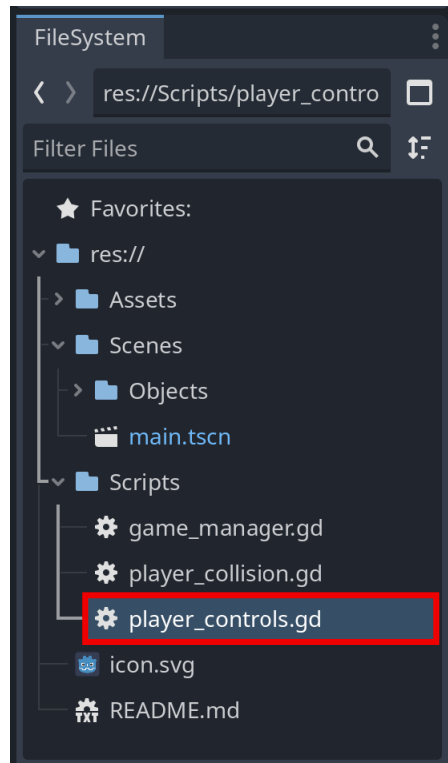 FileSystem
res://Scripts/player_contro
Filter Files
Favorites:
res://
Assets
Scenes
Objects
main.tscn
Scripts
game_manager.gd
player_collision.gd
player_controls.gd
icon.svg
TXT README.md